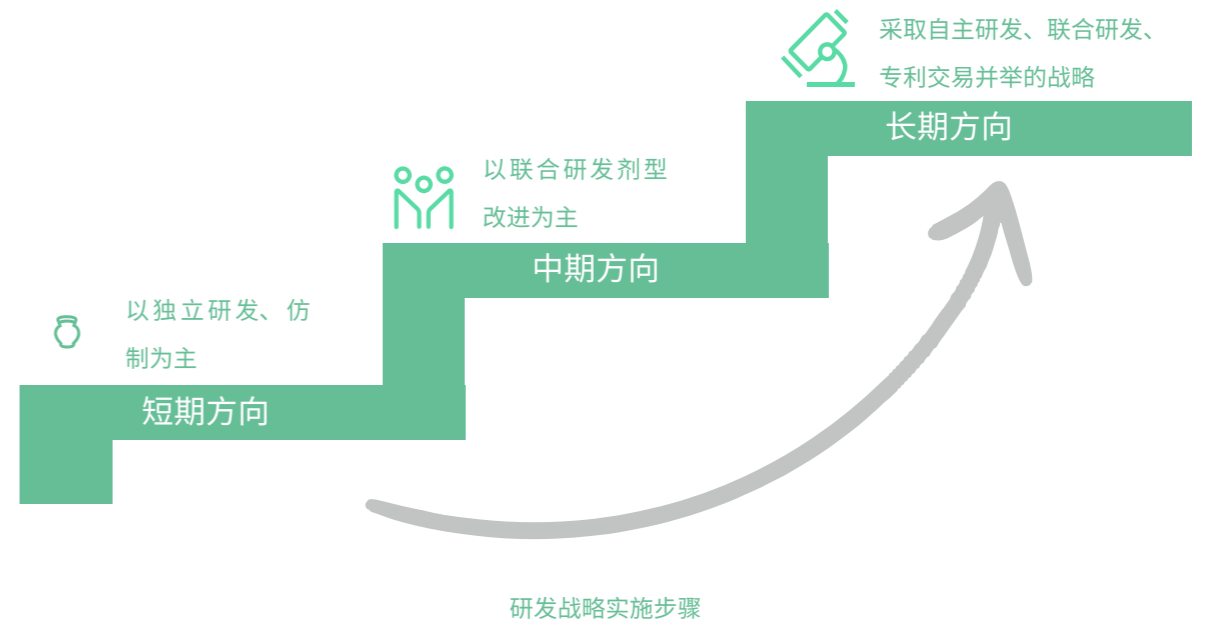 采取自主研发、联合研发、
专利交易并举的战略
长期方向
以联合研发剂型
改进为主
中期方向
以独立研发、仿
制为主
短期方向
研发战略实施步骤